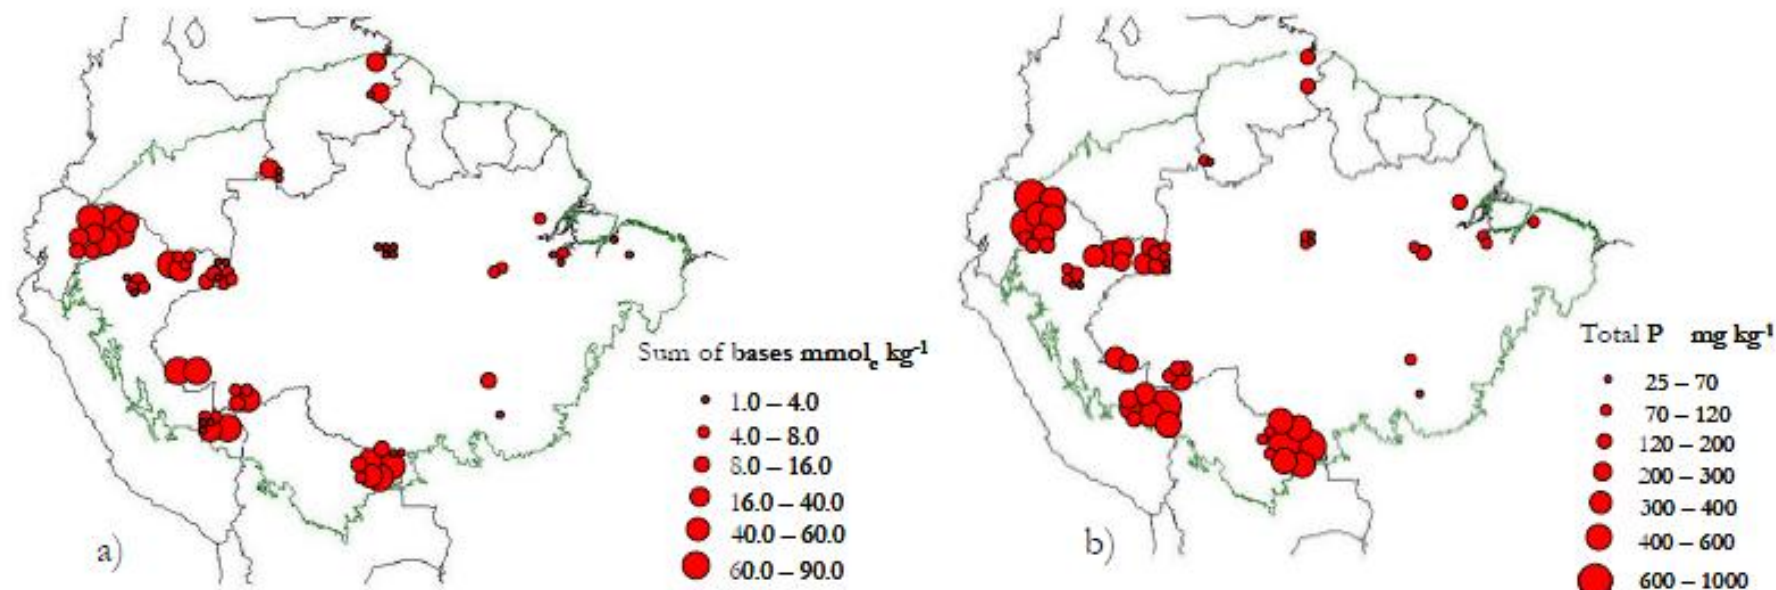 Sum of bases mmolc kg-1
1.0 – 4.0
4.0 – 8.0
8.0 – 16.0
16.0 – 40.0
40.0 – 60.0
60.0 – 90.0
a)
Total P mg kg-1
25 – 70
70 – 120
120 – 200
200 – 300
300 – 400
400 – 600
600 – 1000
b)